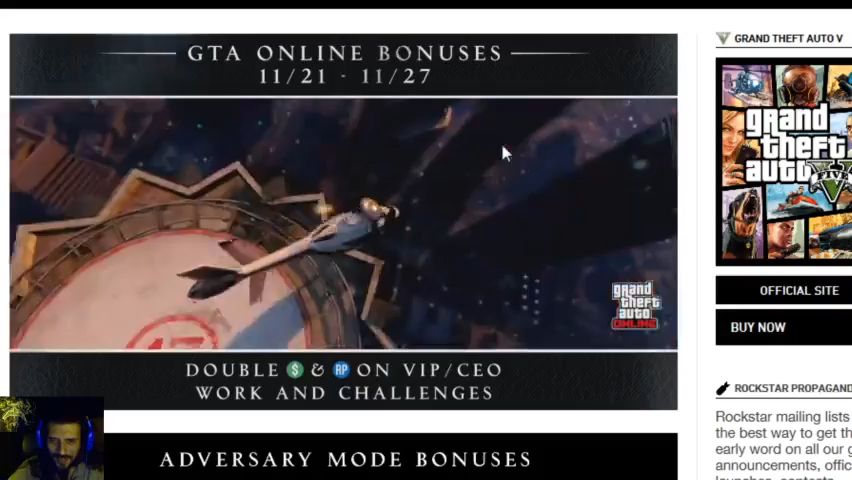 GTA ONLINE BONUSES
11/21 - 11/27
grand
theft
auto
ONLINE
DOUBLE $ & RP ON VIP/CEO
WORK AND CHALLENGES
ADVERSARY MODE BONUSES
GRAND THEFT AUTO V
grand
theft
auto
FIVE
OFFICIAL SITE
BUY NOW
ROCKSTAR PROPAGAND
Rockstar mailing lists
the best way to get th
early word on all our g
announcements, offic